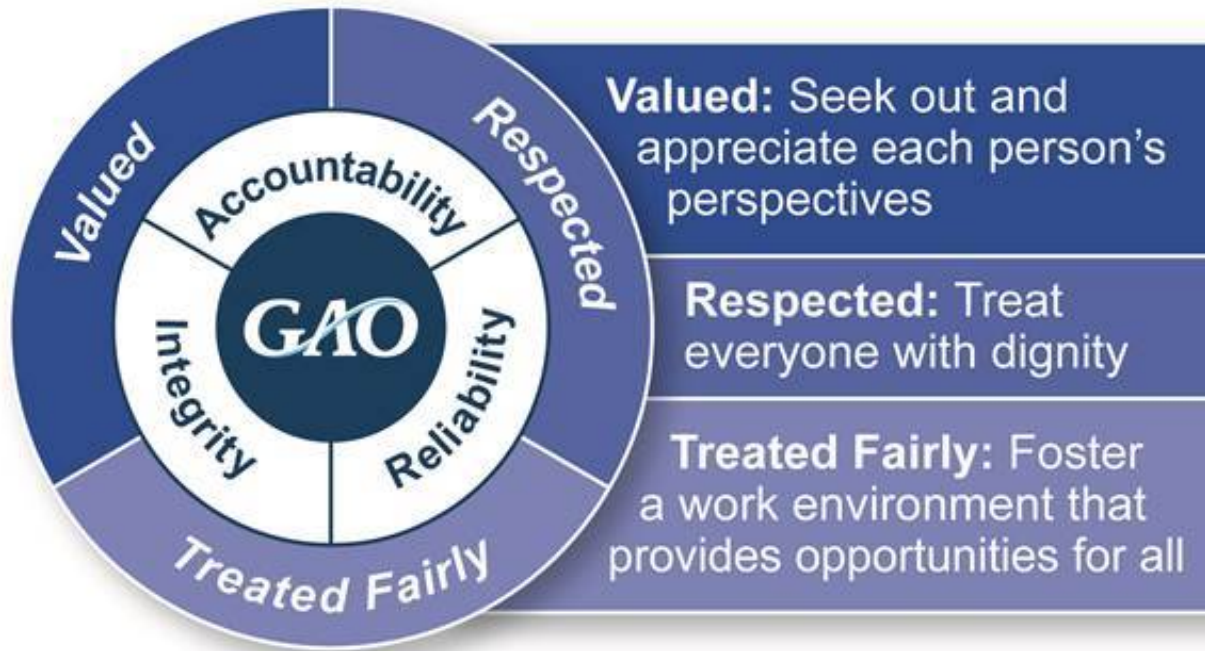 Valued
Respected
Accountability
Integrity
GAO
Reliability
Treated Fairly
Valued: Seek out and
appreciate each person's
perspectives
Respected: Treat
everyone with dignity
Treated Fairly: Foster
a work environment that
provides opportunities for all